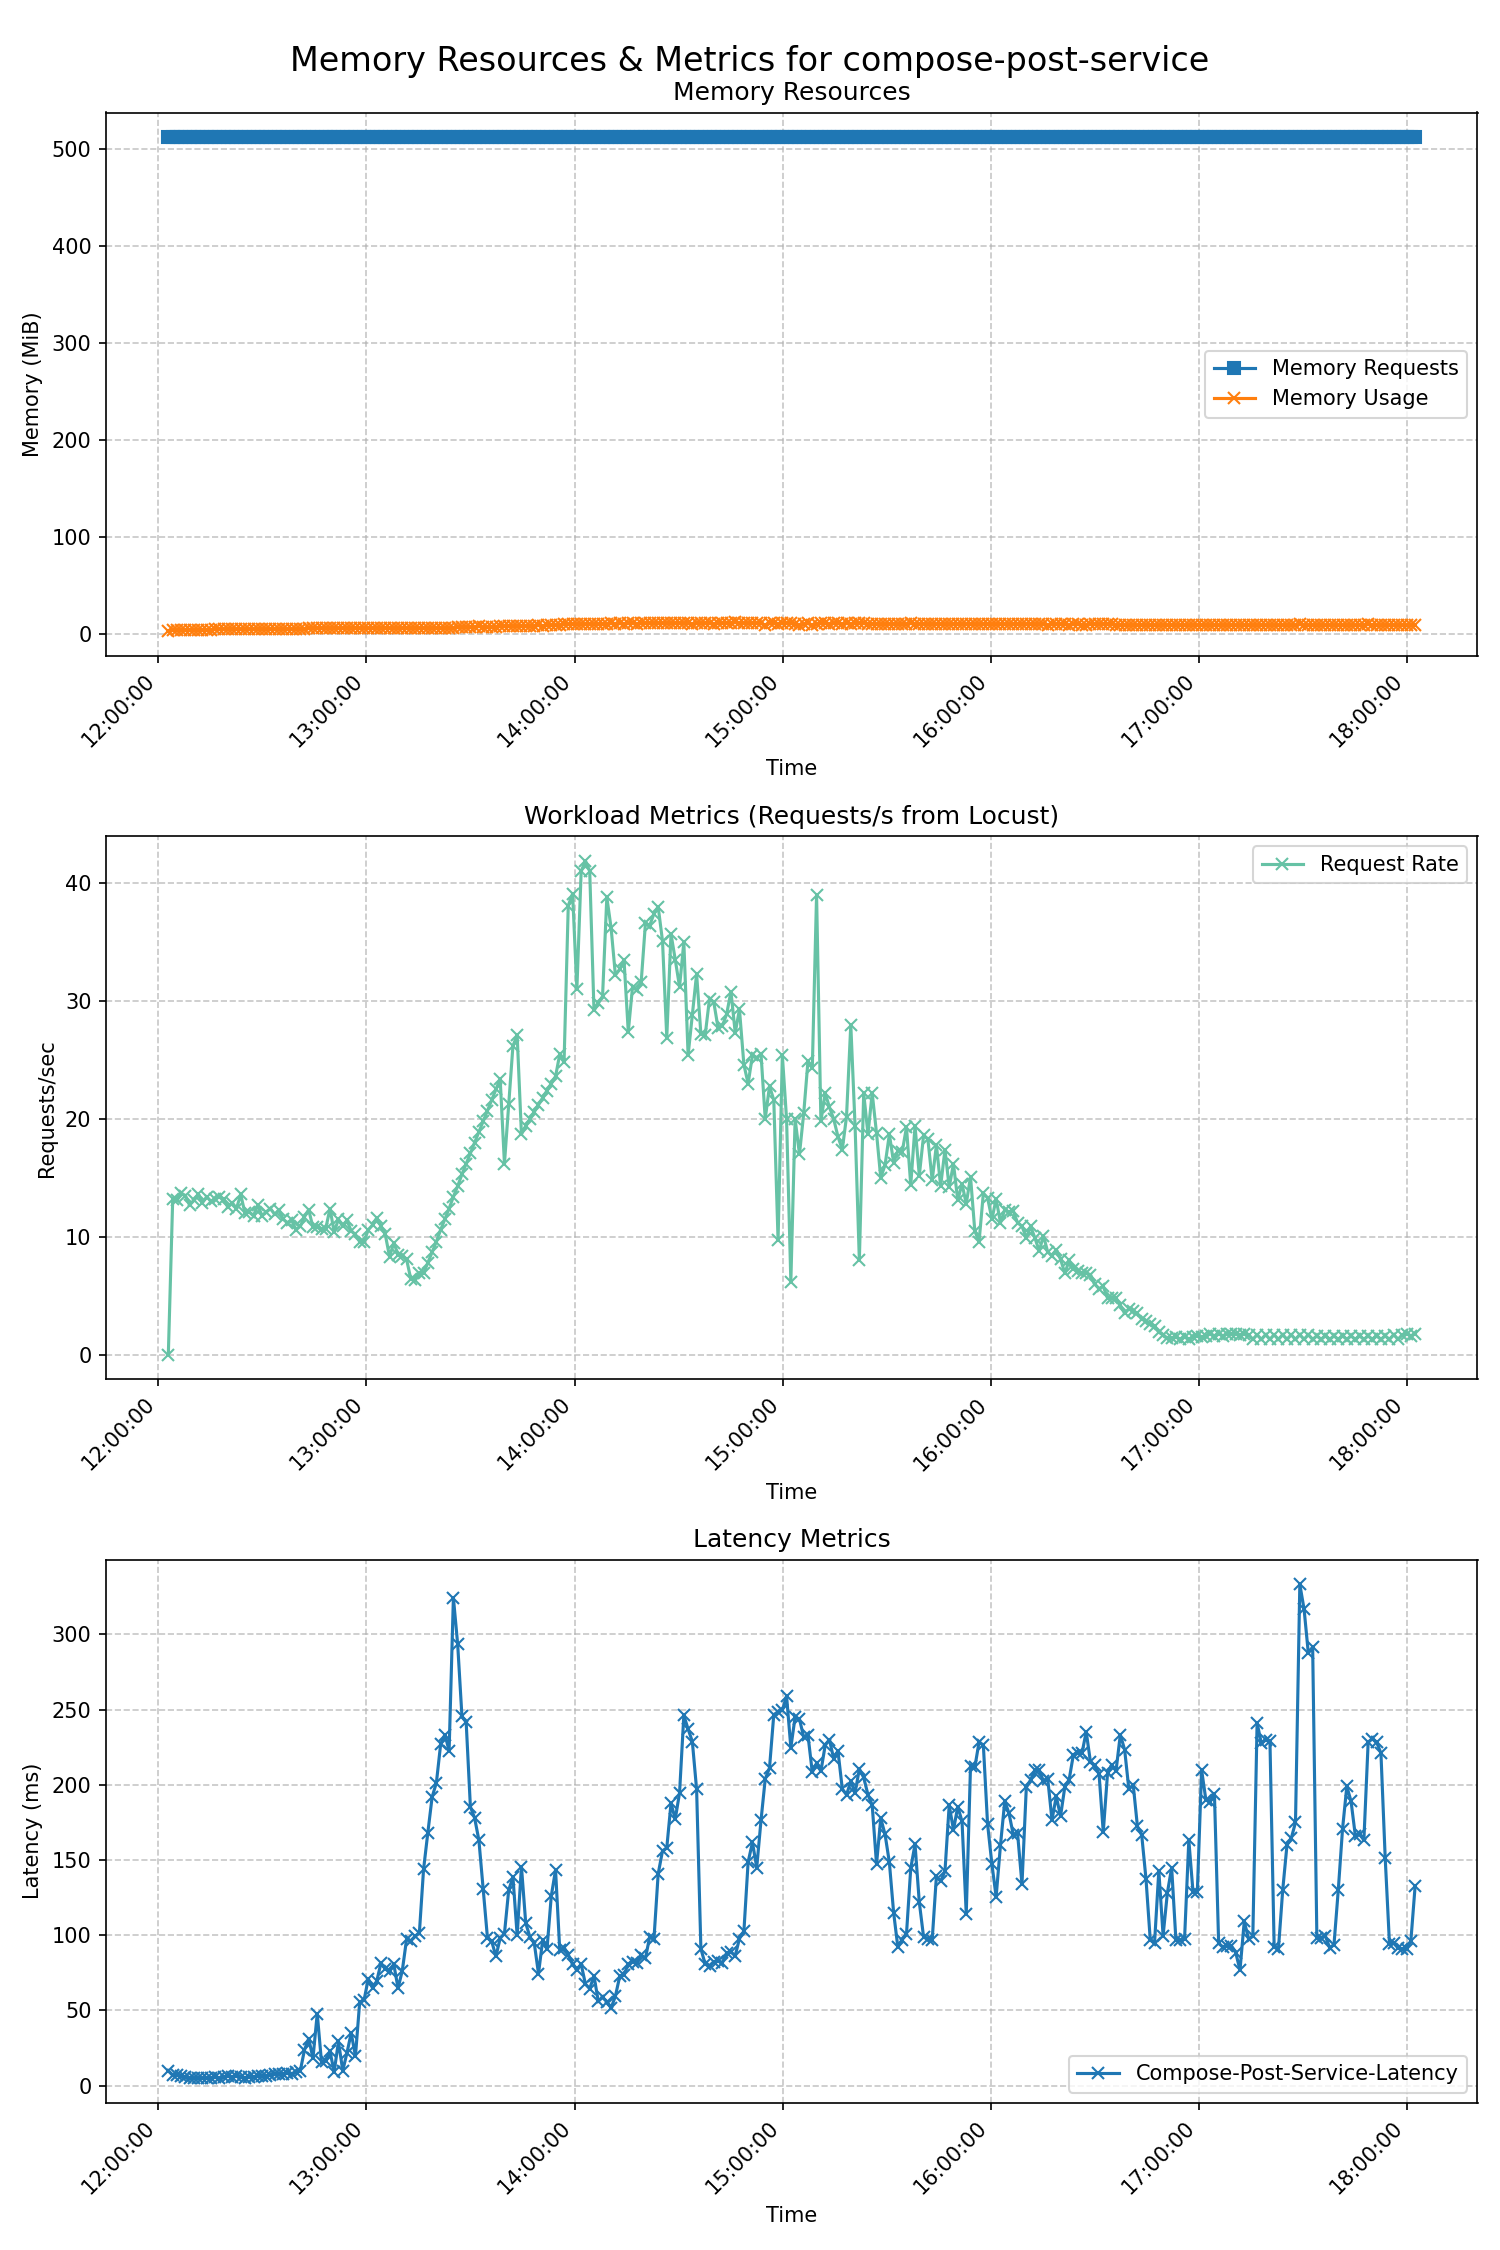 Memory Resources & Metrics for compose-post-service
Memory Resources
500
400
300
200
100
0
Memory (MiB)
Memory Requests
Memory Usage
12:00:00
13:00:00
14:00:00
15:00:00
16:00:00
17:00:00
18:00:00
Time
Workload Metrics (Requests/s from Locust)
40
30
20
10
0
Requests/sec
Request Rate
12:00:00
13:00:00
14:00:00
15:00:00
16:00:00
17:00:00
18:00:00
Time
Latency Metrics
300
250
200
150
100
50
0
Latency (ms)
Compose-Post-Service-Latency
12:00:00
13:00:00
14:00:00
15:00:00
16:00:00
17:00:00
18:00:00
Time